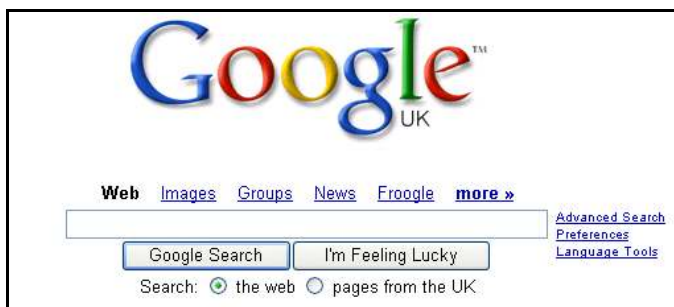 Google™
UK
Web Images Groups News Froogle more »
Advanced Search
Preferences
Language Tools
Google Search I'm Feeling Lucky
Search: the web pages from the UK